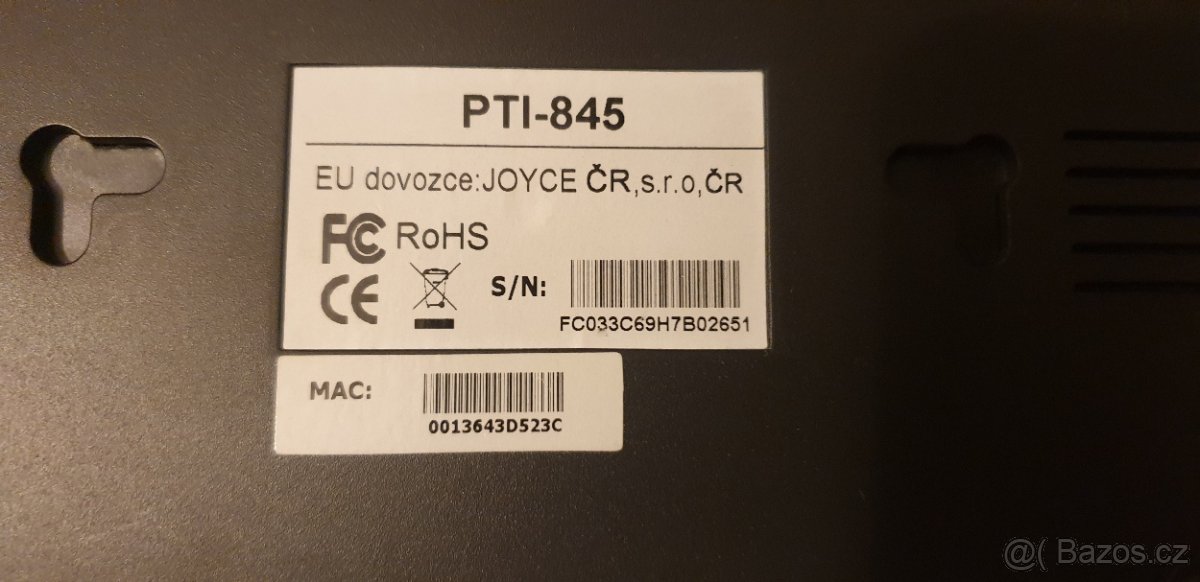 PTI-845
EU dovozce:JOYCE ČR,s.r.o,ČR
FC RoHS
CE S/N:
FC033C69H7B02651
MAC:
0013643D523C
@( Bazos.cz